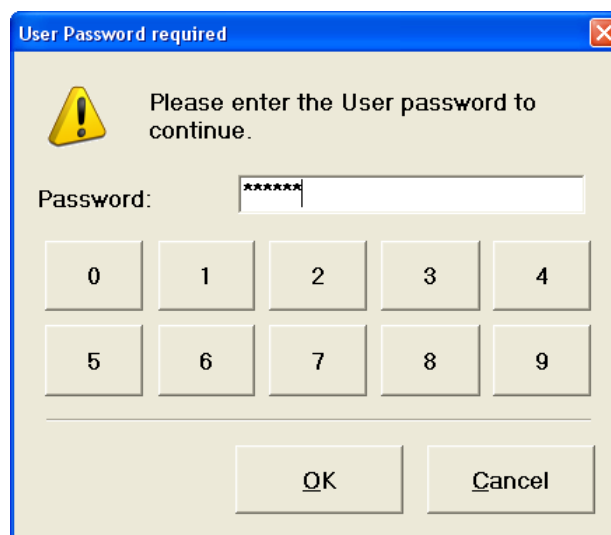 User Password required
Please enter the User password to
continue.
Password:
******
0 1 2 3 4
5 6 7 8 9
OK Cancel